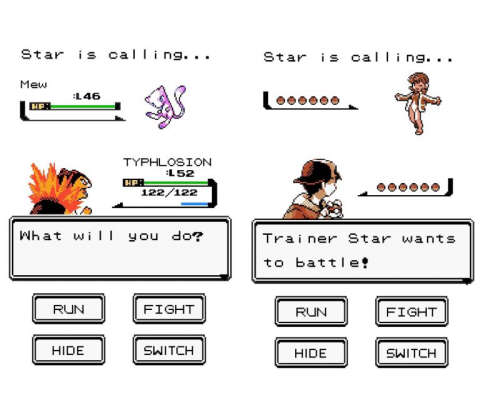 Star is calling...
Mew
:L46
HP:
TYPHLOSION
:L52
HP:
122/122
What will you do?
RUN
FIGHT
HIDE
SWITCH
Star is calling...
Trainer Star wants
to battle!
RUN
FIGHT
HIDE
SWITCH